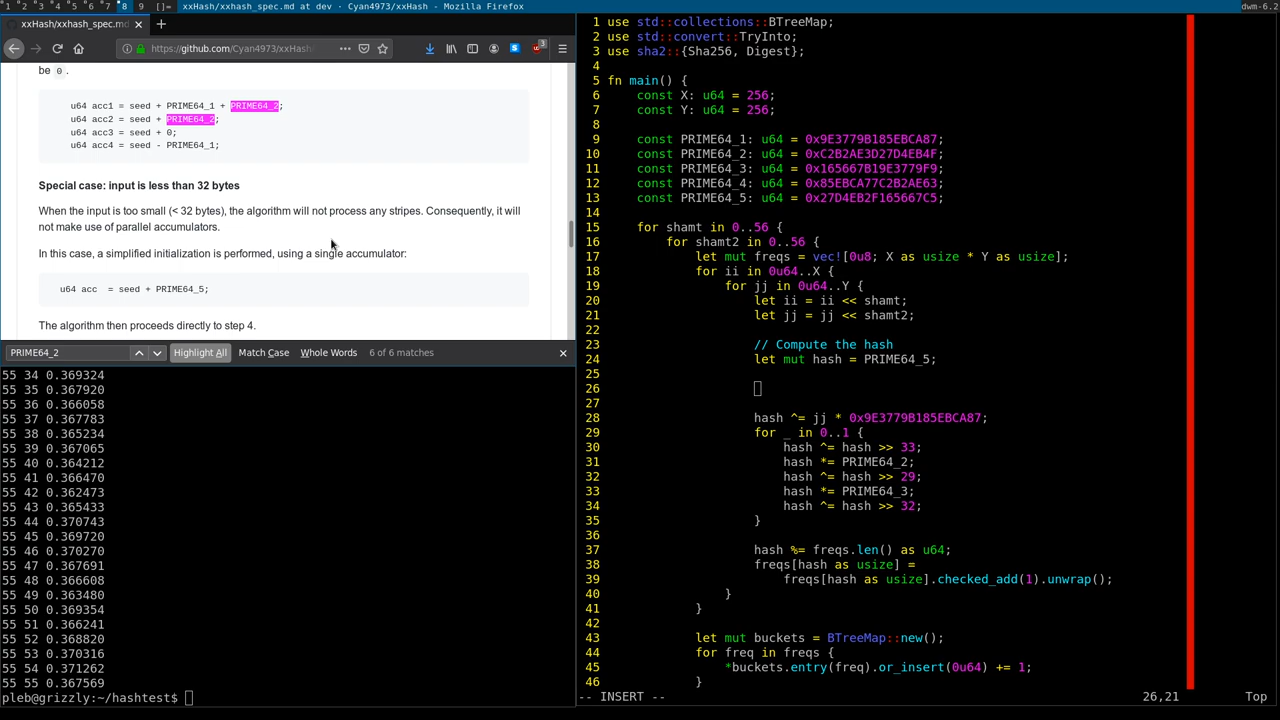 1 2 3 4 5 6 7 8 9 []= xxHash/xxhash_spec.md at dev · Cyan4973/xxHash - Mozilla Firefox dwm-6.2
xxHash/xxhash_spec.md
https://github.com/Cyan4973/xxHash
be 0.
u64 acc1 = seed + PRIME64_1 + PRIME64_2;
u64 acc2 = seed + PRIME64_2;
u64 acc3 = seed + 0;
u64 acc4 = seed - PRIME64_1;
Special case: input is less than 32 bytes
When the input is too small (< 32 bytes), the algorithm will not process any stripes. Consequently, it will
not make use of parallel accumulators.
In this case, a simplified initialization is performed, using a single accumulator:
u64 acc  = seed + PRIME64_5;
The algorithm then proceeds directly to step 4.
PRIME64_2 Highlight All Match Case Whole Words 6 of 6 matches
55 34 0.369324
55 35 0.367920
55 36 0.366058
55 37 0.367783
55 38 0.365234
55 39 0.367065
55 40 0.364212
55 41 0.366470
55 42 0.362473
55 43 0.365433
55 44 0.370743
55 45 0.369720
55 46 0.370270
55 47 0.367691
55 48 0.366608
55 49 0.363480
55 50 0.369354
55 51 0.366241
55 52 0.368820
55 53 0.370316
55 54 0.371262
55 55 0.367569
pleb@grizzly:~/hashtest$
1 use std::collections::BTreeMap;
2 use std::convert::TryInto;
3 use sha2::{Sha256, Digest};
4
5 fn main() {
6     const X: u64 = 256;
7     const Y: u64 = 256;
8
9     const PRIME64_1: u64 = 0x9E3779B185EBCA87;
10     const PRIME64_2: u64 = 0xC2B2AE3D27D4EB4F;
11     const PRIME64_3: u64 = 0x165667B19E3779F9;
12     const PRIME64_4: u64 = 0x85EBCA77C2B2AE63;
13     const PRIME64_5: u64 = 0x27D4EB2F165667C5;
14
15     for shamt in 0..56 {
16         for shamt2 in 0..56 {
17             let mut freqs = vec![0u8; X as usize * Y as usize];
18             for ii in 0u64..X {
19                 for jj in 0u64..Y {
20                     let ii = ii << shamt;
21                     let jj = jj << shamt2;
22
23                     // Compute the hash
24                     let mut hash = PRIME64_5;
25
26
27
28                     hash ^= jj * 0x9E3779B185EBCA87;
29                     for _ in 0..1 {
30                         hash ^= hash >> 33;
31                         hash *= PRIME64_2;
32                         hash ^= hash >> 29;
33                         hash *= PRIME64_3;
34                         hash ^= hash >> 32;
35                     }
36
37                     hash %= freqs.len() as u64;
38                     freqs[hash as usize] =
39                         freqs[hash as usize].checked_add(1).unwrap();
40                 }
41             }
42
43             let mut buckets = BTreeMap::new();
44             for freq in freqs {
45                 *buckets.entry(freq).or_insert(0u64) += 1;
46             }
-- INSERT -- 26,21 Top